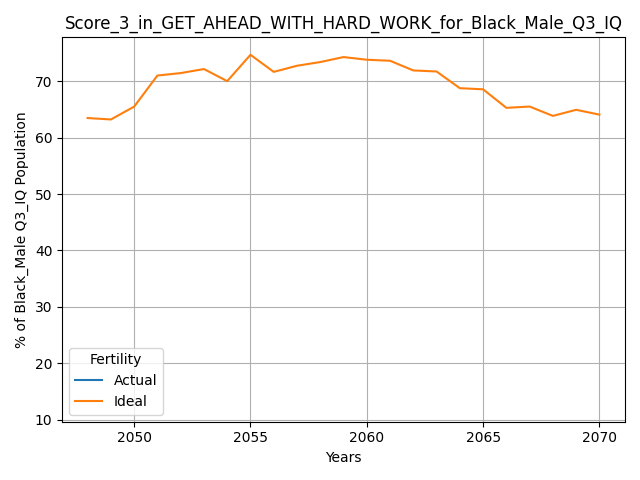 Score_3_in_GET_AHEAD_WITH_HARD_WORK_for_Black_Male_Q3_IQ
% of Black_Male Q3_IQ Population
70
60
50
40
30
20
10
Fertility
Actual
Ideal
2050 2055 2060 2065 2070
Years